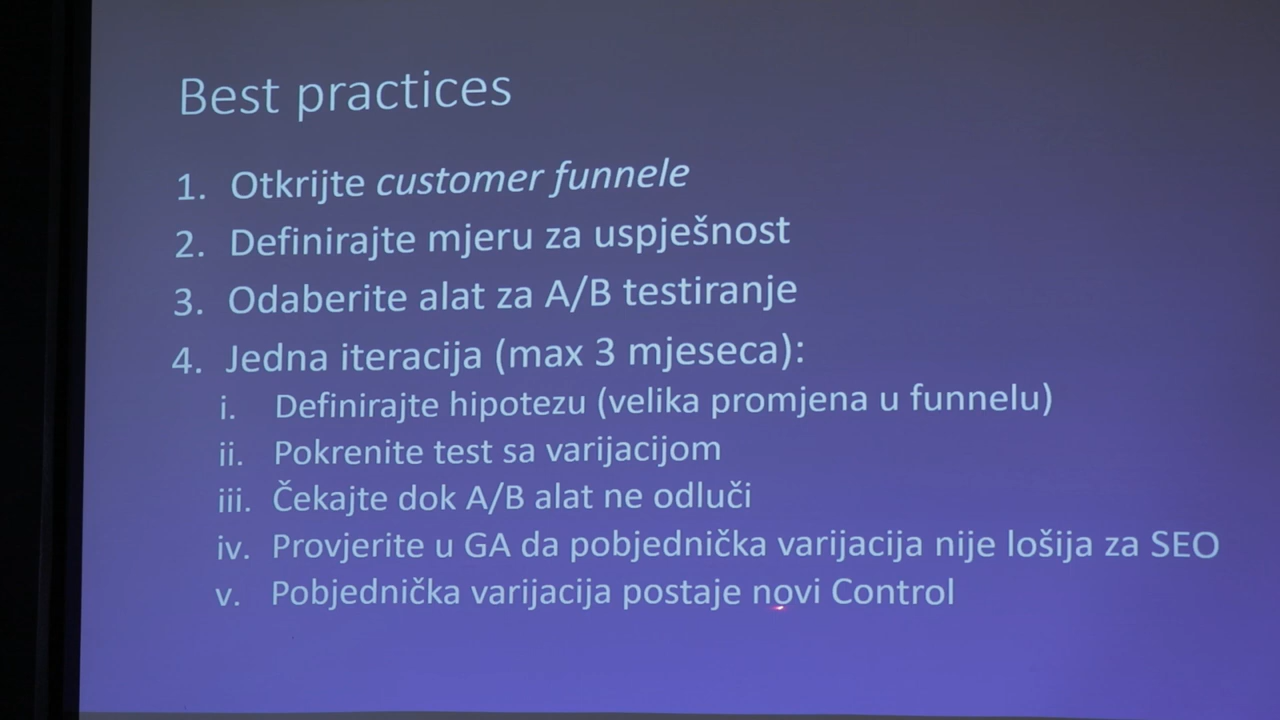 Best practices
1. Otkrijte customer funnele
2. Definirajte mjeru za uspješnost
3. Odaberite alat za A/B testiranje
4. Jedna iteracija (max 3 mjeseca):
i. Definirajte hipotezu (velika promjena u funnelu)
ii. Pokrenite test sa varijacijom
iii. Čekajte dok A/B alat ne odluči
iv. Provjerite u GA da pobjednička varijacija nije lošija za SEO
v. Pobjednička varijacija postaje novi Control